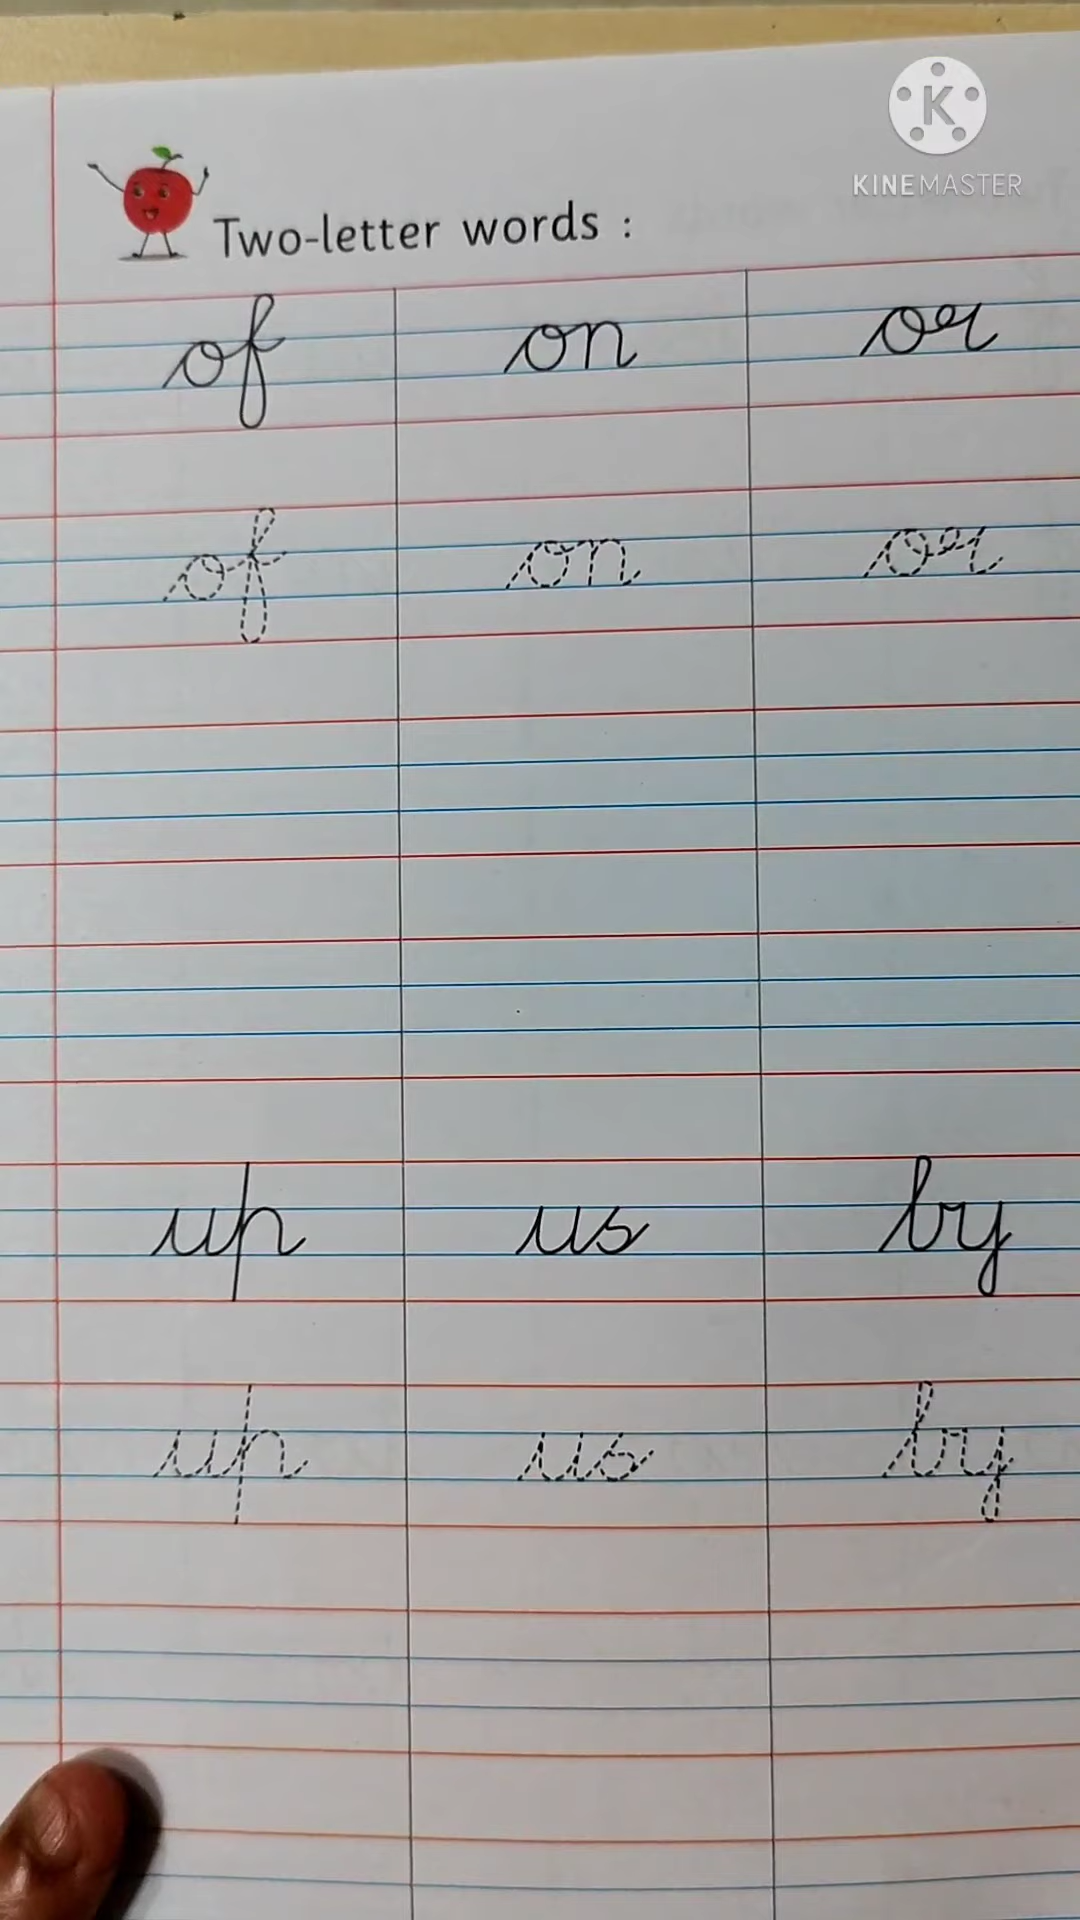 K
KINEMASTER
Two-letter words :
of on or
of on or
up us by
up us by